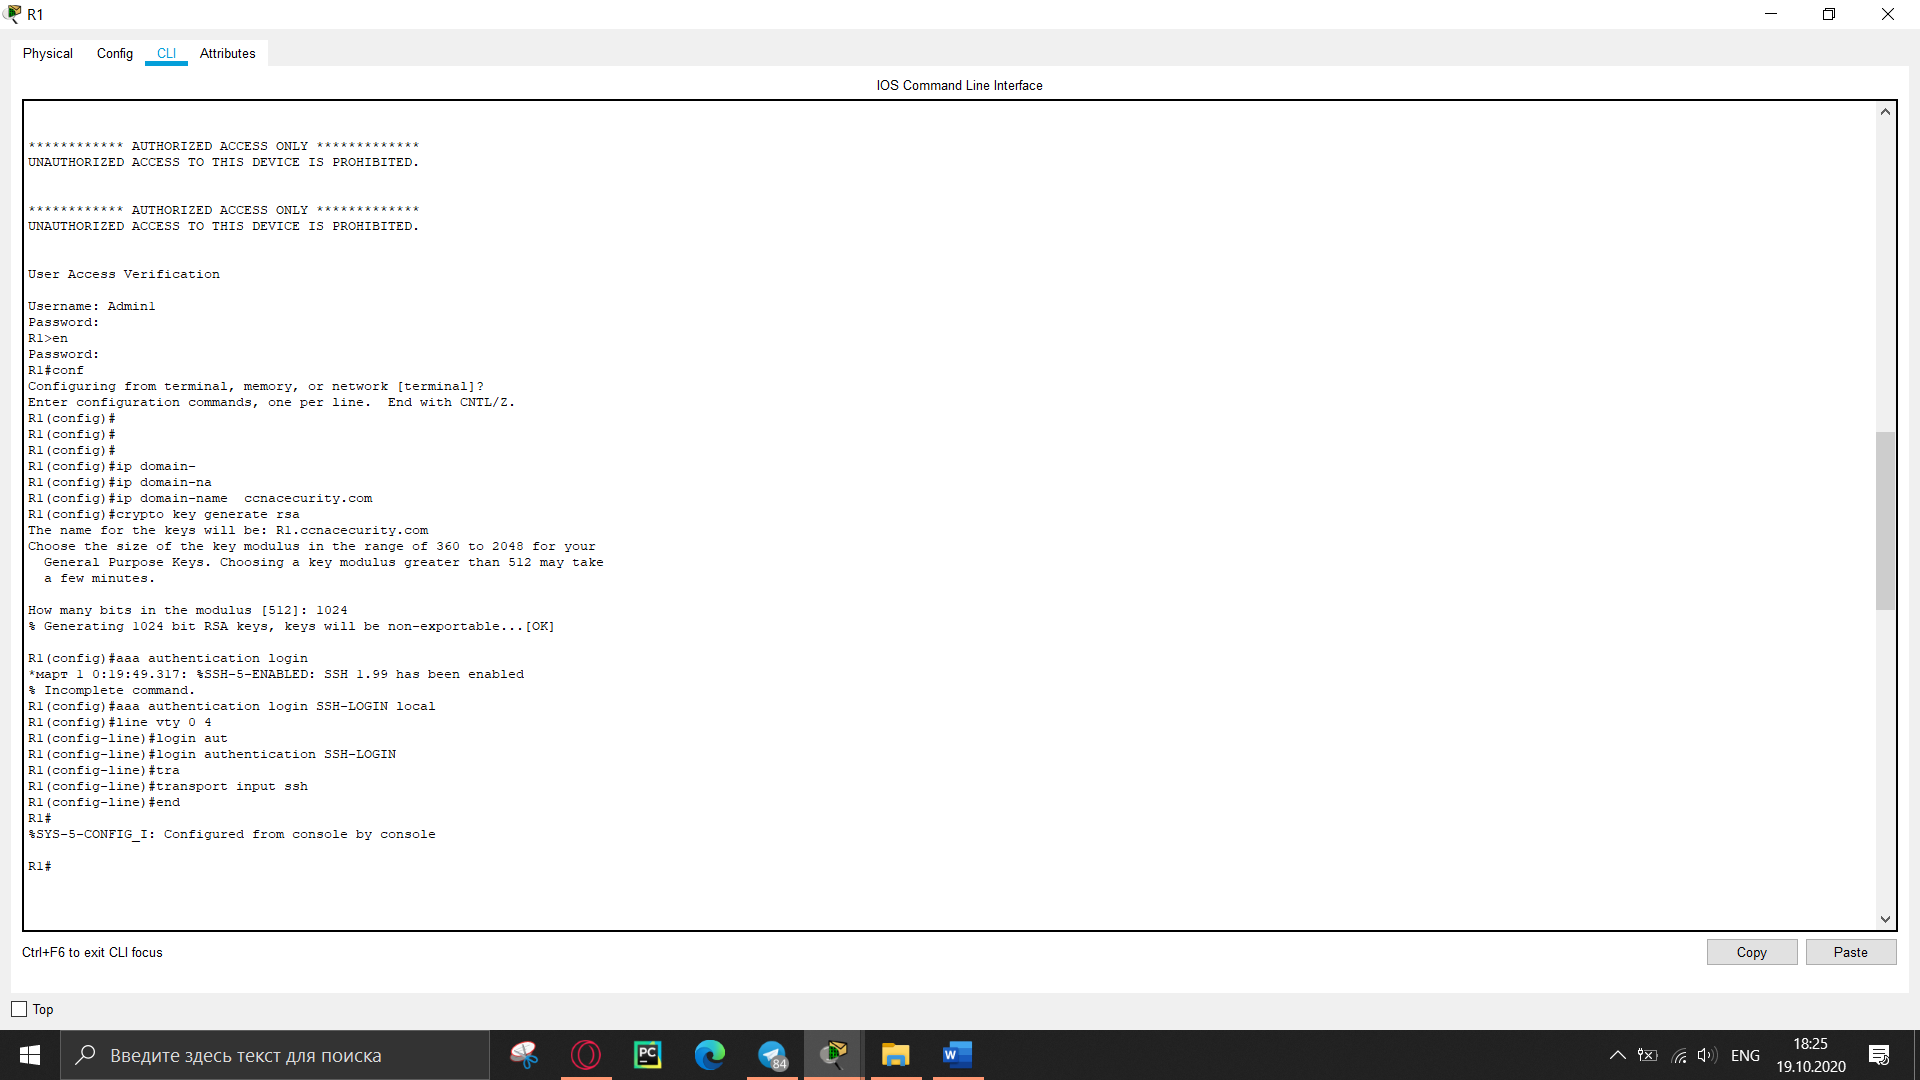 R1
Physical Config CLI Attributes
IOS Command Line Interface
************ AUTHORIZED ACCESS ONLY *************
UNAUTHORIZED ACCESS TO THIS DEVICE IS PROHIBITED.
************ AUTHORIZED ACCESS ONLY *************
UNAUTHORIZED ACCESS TO THIS DEVICE IS PROHIBITED.
User Access Verification
Username: Admin1
Password:
R1>en
Password:
R1#conf
Configuring from terminal, memory, or network [terminal]?
Enter configuration commands, one per line.  End with CNTL/Z.
R1(config)#
R1(config)#
R1(config)#
R1(config)#ip domain-
R1(config)#ip domain-na
R1(config)#ip domain-name  ccnacecurity.com
R1(config)#crypto key generate rsa
The name for the keys will be: R1.ccnacecurity.com
Choose the size of the key modulus in the range of 360 to 2048 for your
General Purpose Keys. Choosing a key modulus greater than 512 may take
a few minutes.
How many bits in the modulus [512]: 1024
% Generating 1024 bit RSA keys, keys will be non-exportable...[OK]
R1(config)#aaa authentication login
*март 1 0:19:49.317: %SSH-5-ENABLED: SSH 1.99 has been enabled
% Incomplete command.
R1(config)#aaa authentication login SSH-LOGIN local
R1(config)#line vty 0 4
R1(config-line)#login aut
R1(config-line)#login authentication SSH-LOGIN
R1(config-line)#tra
R1(config-line)#transport input ssh
R1(config-line)#end
R1#
%SYS-5-CONFIG_I: Configured from console by console
R1#
Ctrl+F6 to exit CLI focus
Copy Paste
Top
Введите здесь текст для поиска
PC
84
W
ENG
18:25
19.10.2020